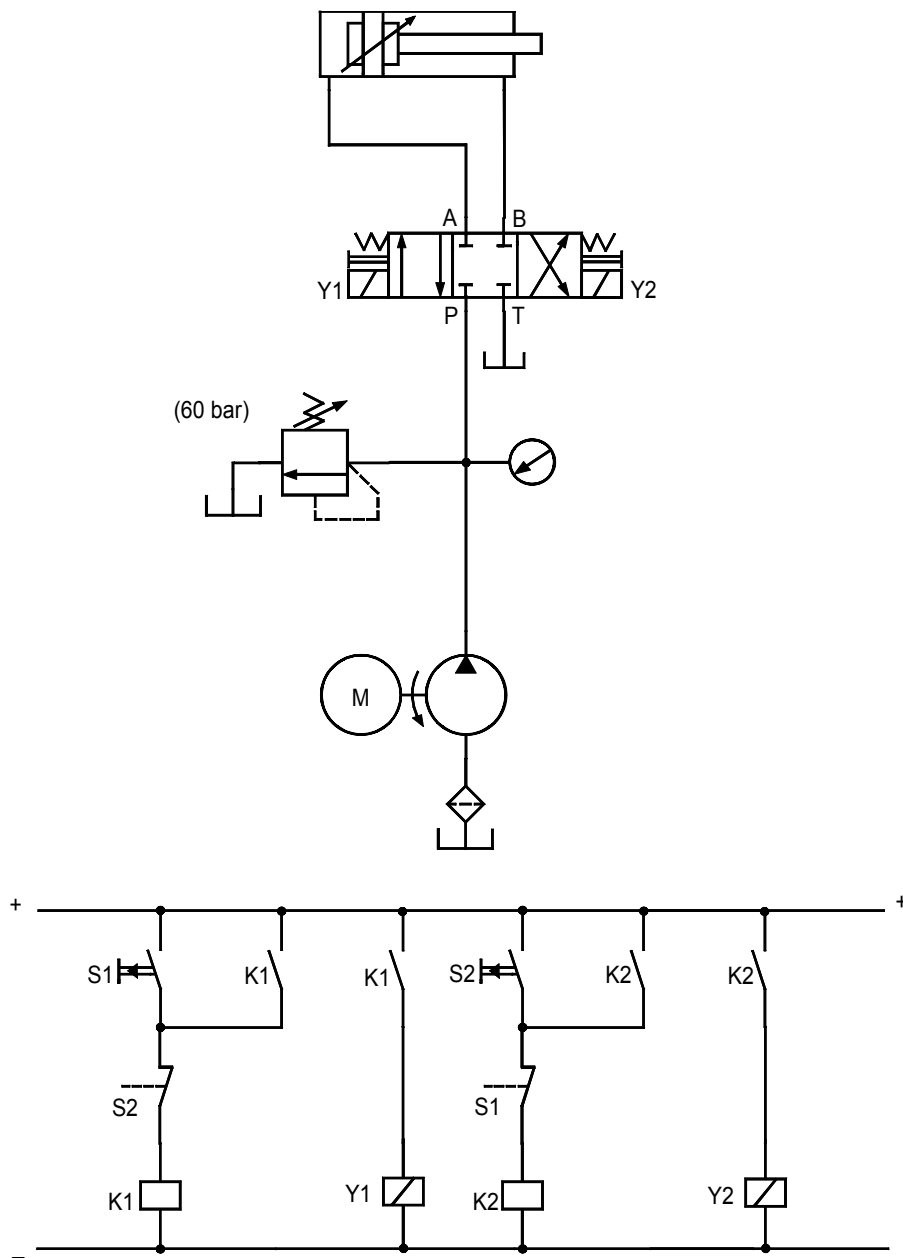 A B
Y1 Y2
P T
(60 bar)
M
+ +
S1 K1 K1 S2 K2 K2
S2 S1
K1 Y1 K2 Y2
–